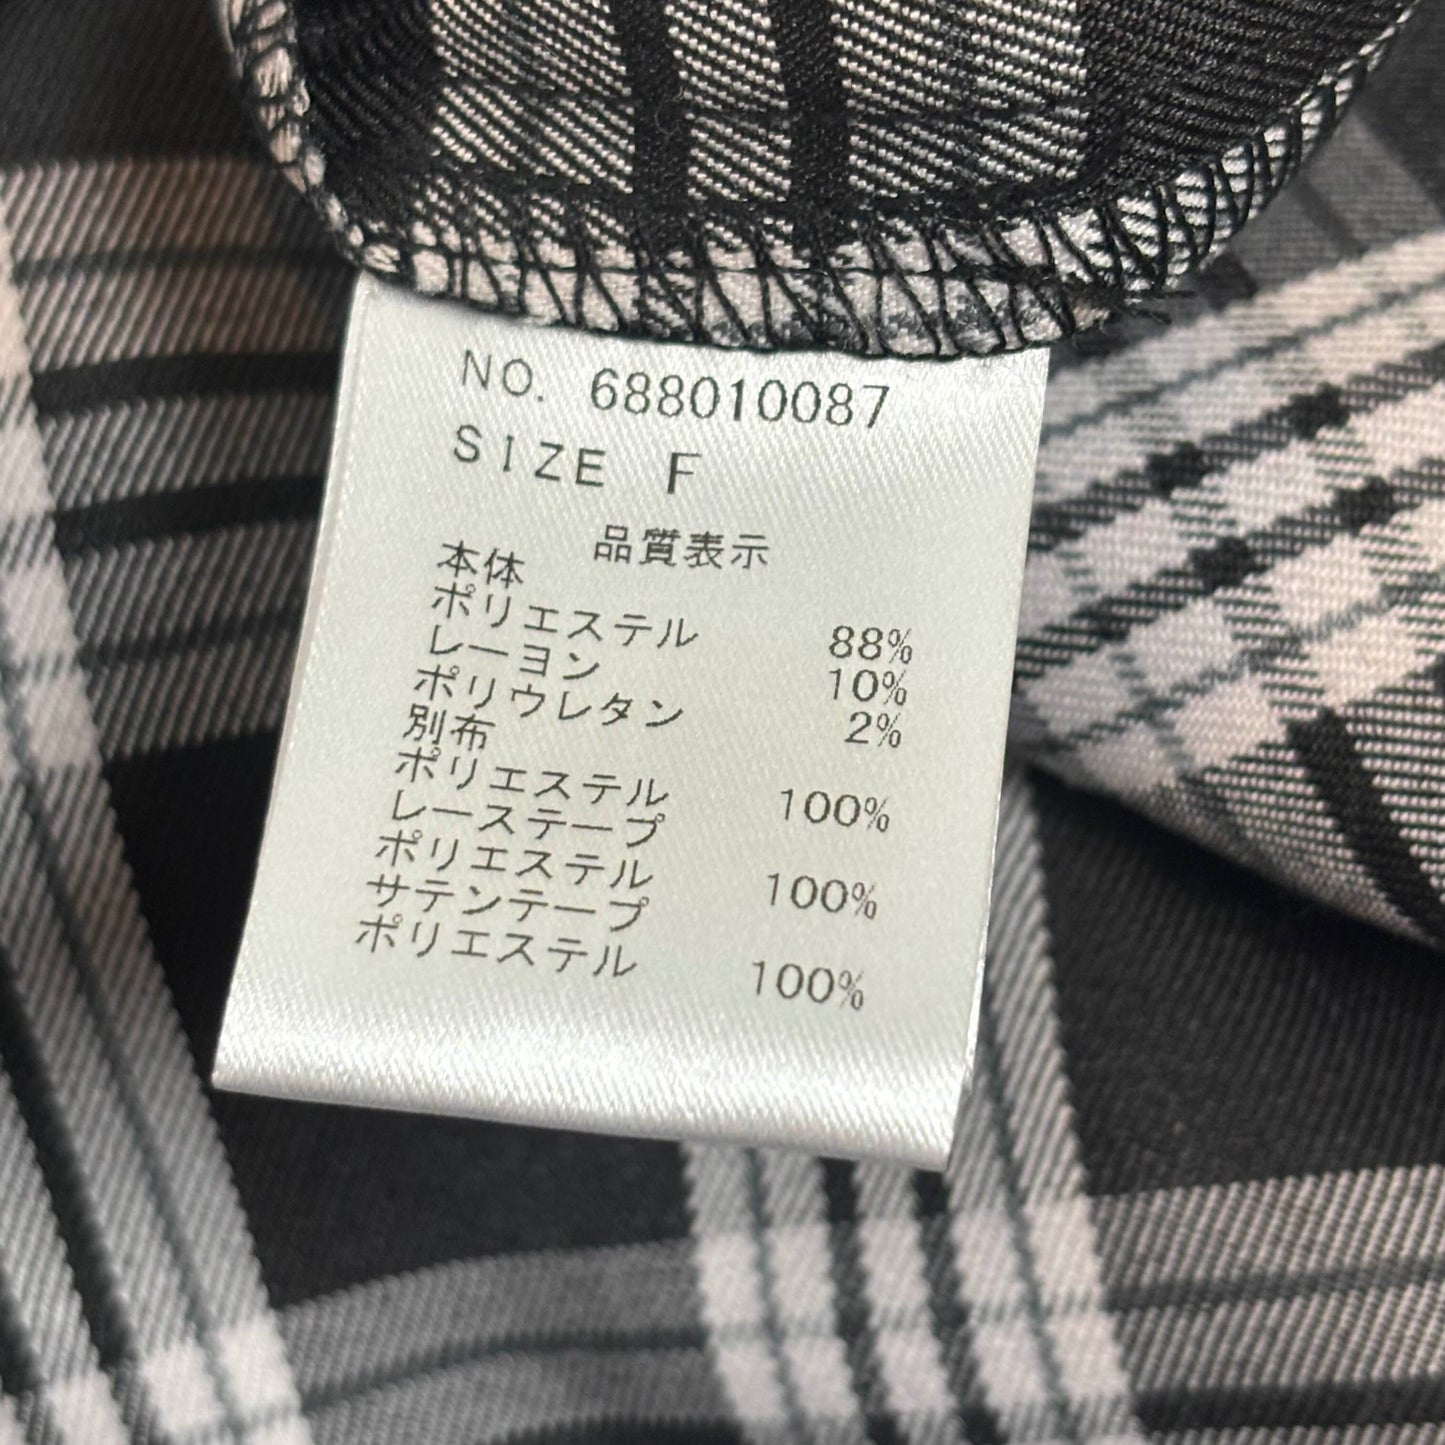 NO. 688010087
SIZE F
品質表示
本体
ポリエステル 88%
レーヨン 10%
ポリウレタン 2%
別布
ポリエステル 100%
レーステープ
ポリエステル 100%
サテンテープ
ポリエステル 100%